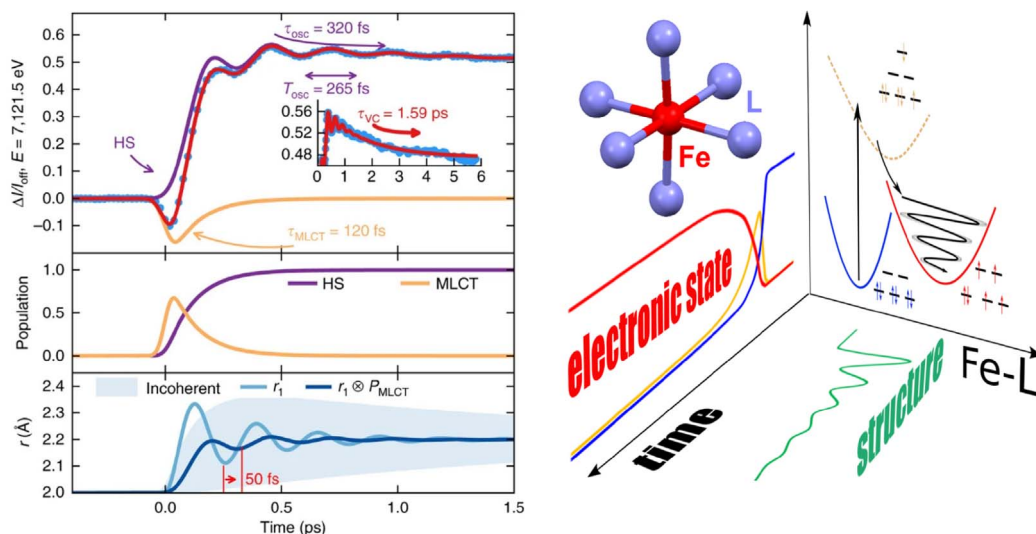 ΔI/I_off, E = 7,121.5 eV
0.6
0.5
0.4
0.3
0.2
0.1
0.0
−0.1
HS
τ_osc = 320 fs
T_osc = 265 fs
τ_VC = 1.59 ps
0.56
0.52
0.48
0 1 2 3 4 5 6
τ_MLCT = 120 fs
Population
1.0
0.5
0.0
HS
MLCT
r (Å)
2.4
2.3
2.2
2.1
2.0
Incoherent
r₁
r₁ ⊗ P_MLCT
50 fs
0.0 0.5 1.0 1.5
Time (ps)
L
Fe
electronic state
time
structure
Fe-L